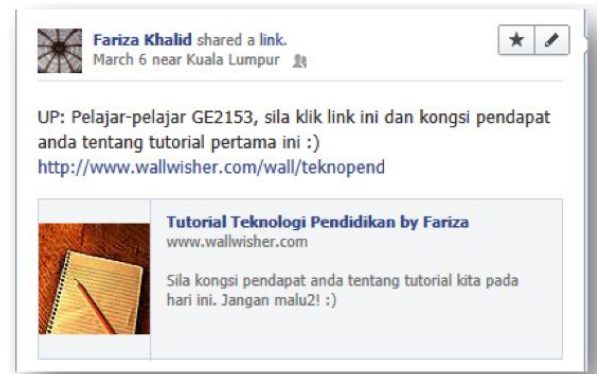 Fariza Khalid shared a link.
March 6 near Kuala Lumpur
UP: Pelajar-pelajar GE2153, sila klik link ini dan kongsi pendapat
anda tentang tutorial pertama ini :)
http://www.wallwisher.com/wall/teknopend
Tutorial Teknologi Pendidikan by Fariza
www.wallwisher.com
Sila kongsi pendapat anda tentang tutorial kita pada
hari ini. Jangan malu2! :)